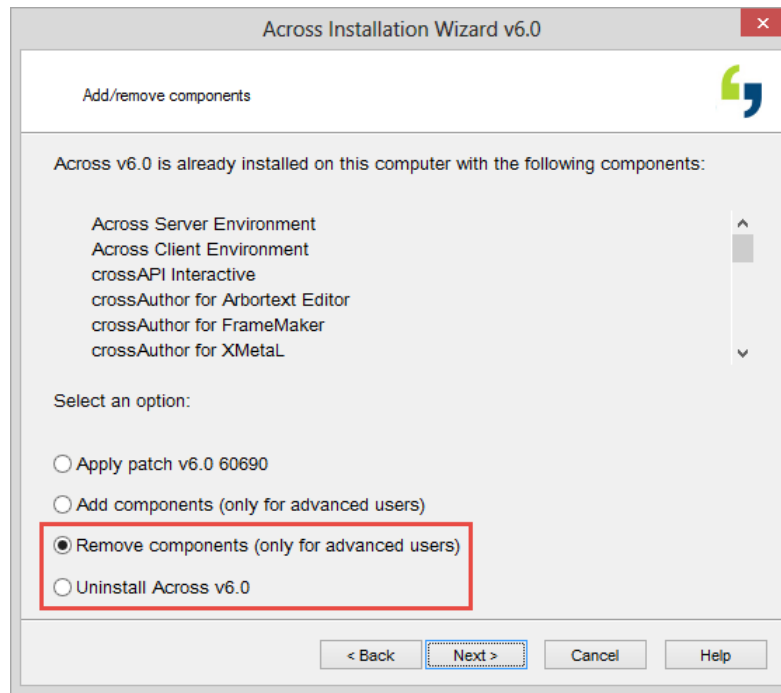 Across Installation Wizard v6.0
Add/remove components
Across v6.0 is already installed on this computer with the following components:
Across Server Environment
Across Client Environment
crossAPI Interactive
crossAuthor for Arbortext Editor
crossAuthor for FrameMaker
crossAuthor for XMetaL
Select an option:
Apply patch v6.0 60690
Add components (only for advanced users)
Remove components (only for advanced users)
Uninstall Across v6.0
< Back Next > Cancel Help